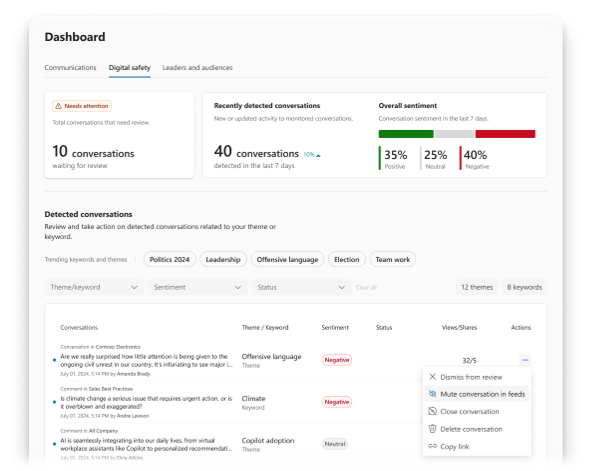 Dashboard
Communications Digital safety Leaders and audiences
Needs attention
Total conversations that need review.
10 conversations
waiting for review
Recently detected conversations
New or updated activity to monitored conversations.
40 conversations 10%
detected in the last 7 days
Overall sentiment
Conversation sentiment in the last 7 days.
35% 25% 40%
Positive Neutral Negative
Detected conversations
Review and take action on detected conversations related to your theme or
keyword.
Trending keywords and themes Politics 2024 Leadership Offensive language Election Team work
Theme/keyword Sentiment Status Clear all 12 themes 8 keywords
Conversations Theme / Keyword Sentiment Status Views/Shares Actions
Conversation in Contoso Electronics
Are we really surprised how little attention is being given to the
ongoing civil unrest in our country. It's infuriating to see major i...
July 01, 2024, 5:14 PM by Amanda Brady
Offensive language
Theme
Negative
32/5
Dismiss from review
Mute conversation in feeds
Close conversation
Delete conversation
Copy link
Comment in Sales Best Practices
Is climate change a serious issue that requires urgent action, or is
it overblown and exaggerated?
July 01, 2024, 5:14 PM by Andre Lawson
Climate
Keyword
Negative
Comment in All Company
AI is seamlessly integrating into our daily lives, from virtual
workplace assistants like Copilot to personalized recommendati...
July 01, 2024, 5:14 PM by Elvia Atkins
Copilot adoption
Theme
Neutral